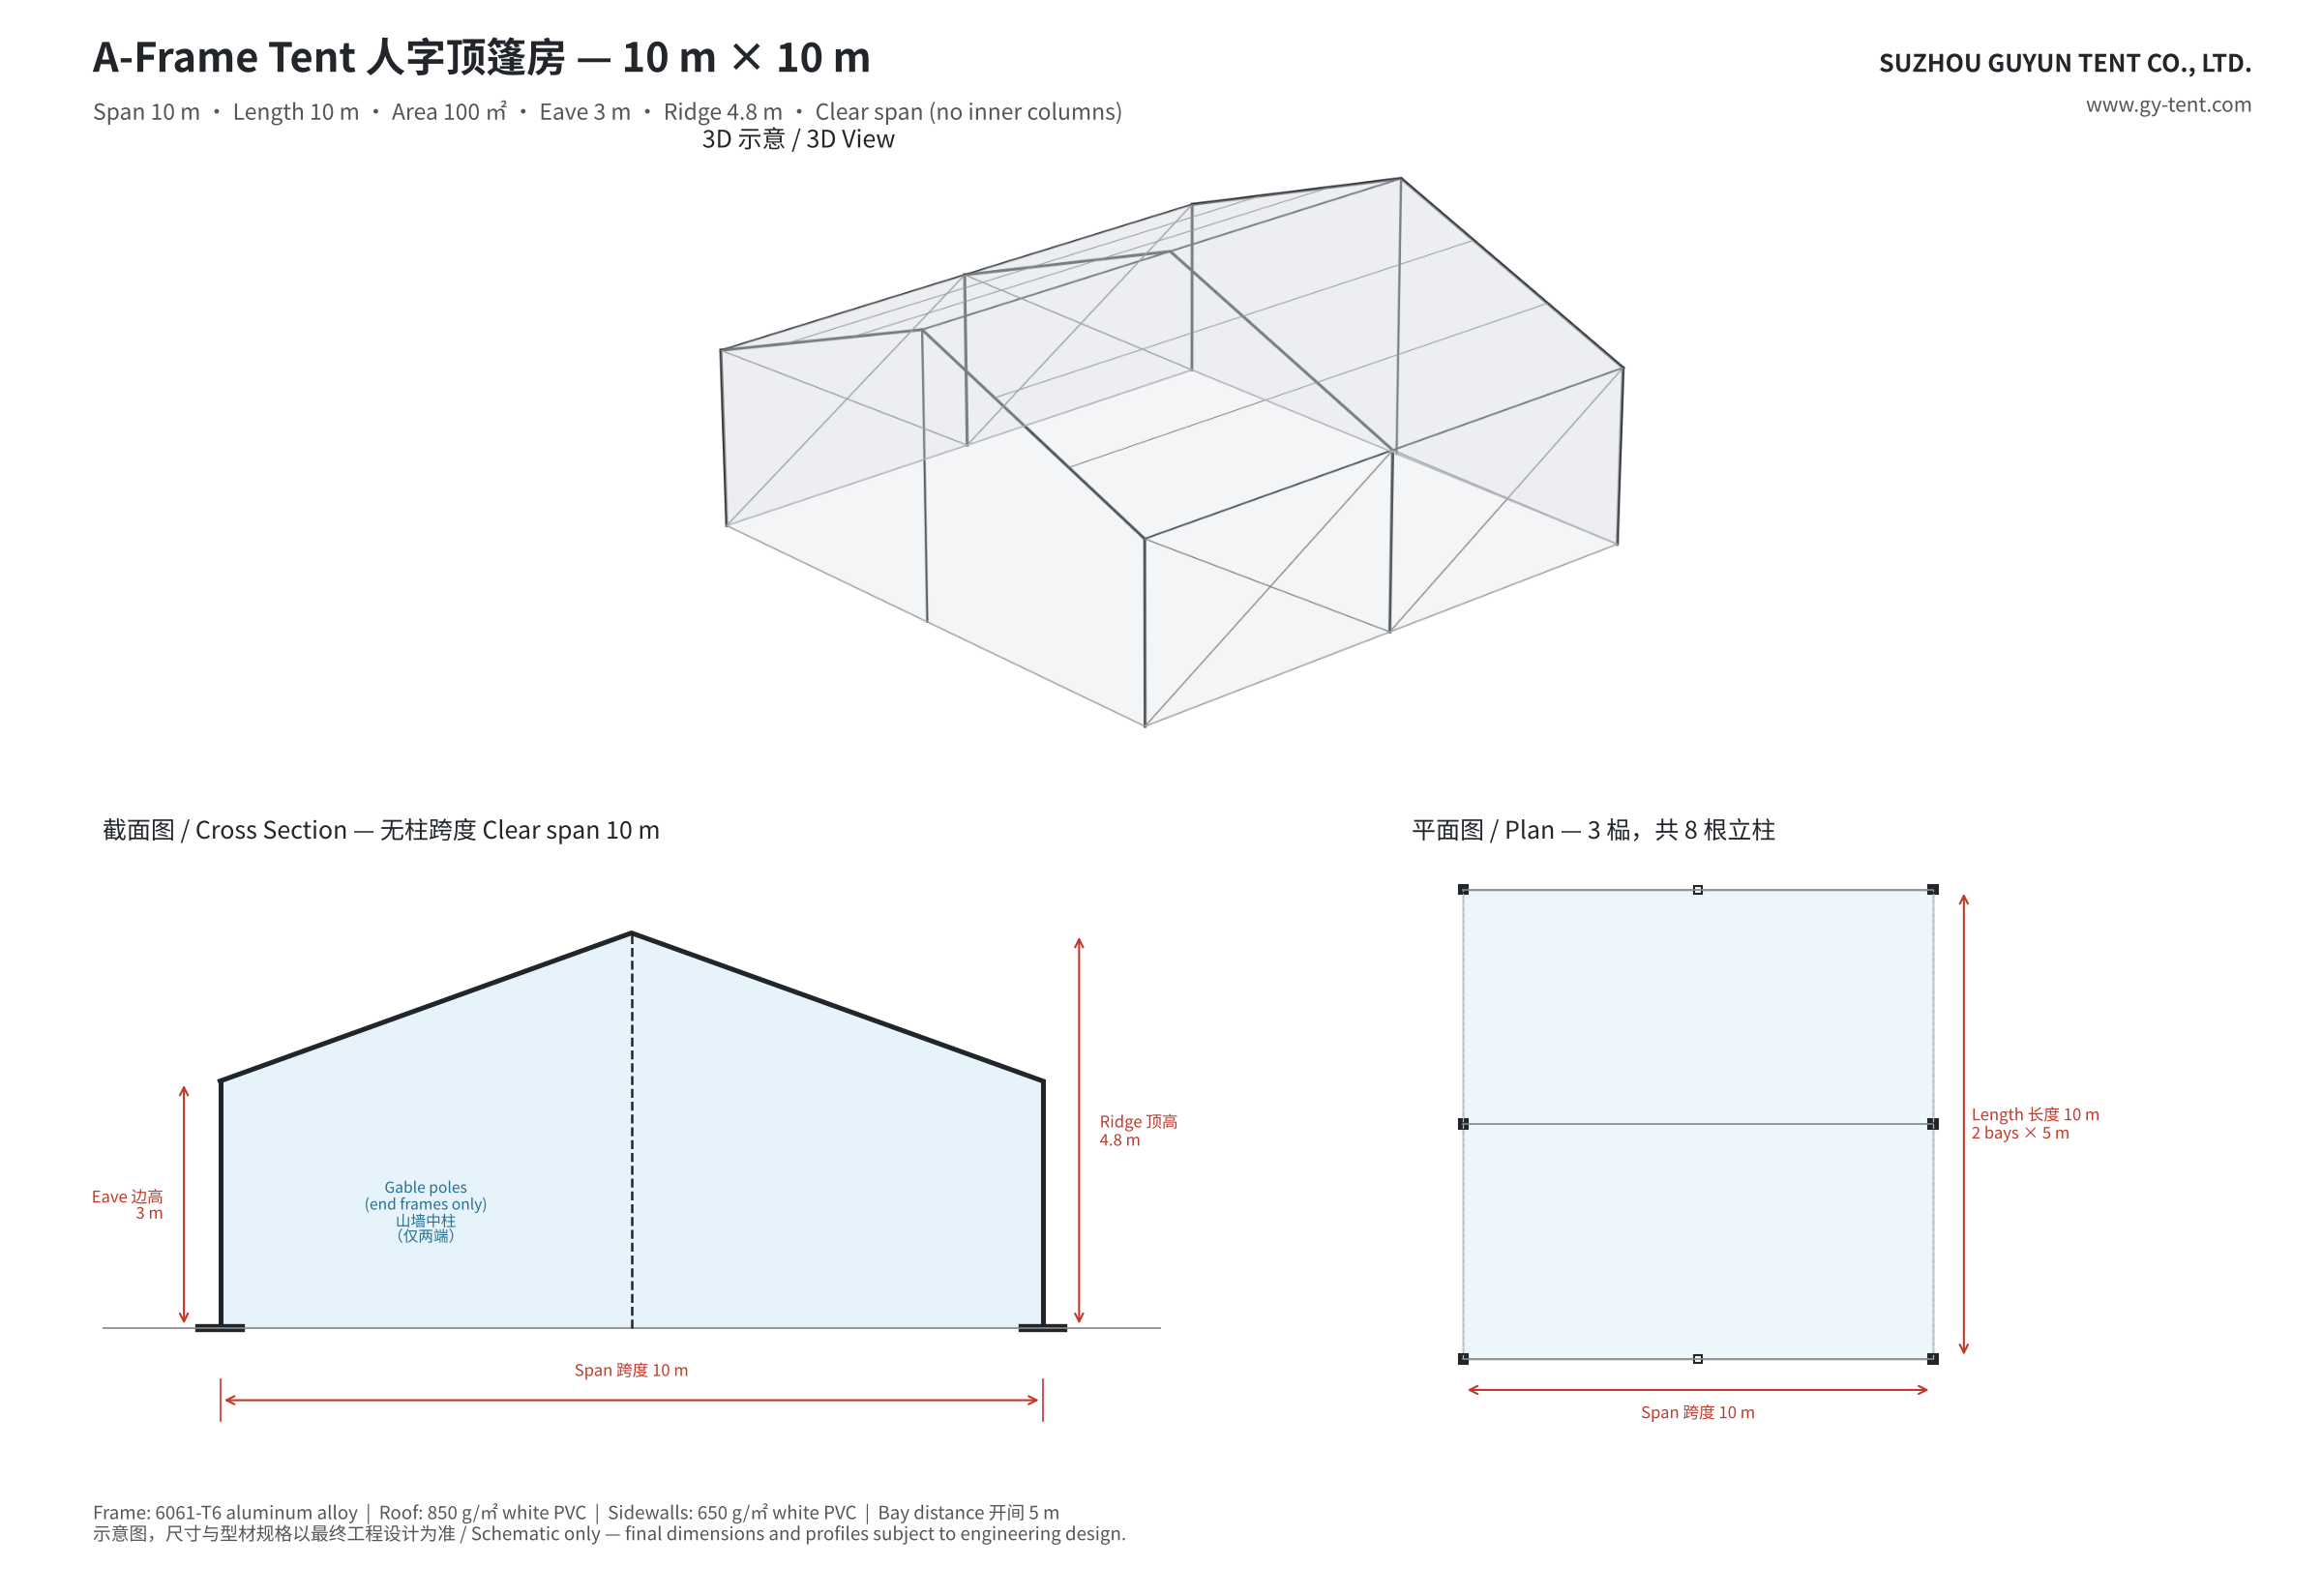 A-Frame Tent 人字顶篷房 — 10 m × 10 m
SUZHOU GUYUN TENT CO., LTD.
Span 10 m · Length 10 m · Area 100 ㎡ · Eave 3 m · Ridge 4.8 m · Clear span (no inner columns)
www.gy-tent.com
3D 示意 / 3D View
截面图 / Cross Section — 无柱跨度 Clear span 10 m
Ridge 顶高
4.8 m
Eave 边高
3 m
Gable poles
(end frames only)
山墙中柱
（仅两端）
Span 跨度 10 m
平面图 / Plan — 3 榀，共 8 根立柱
Length 长度 10 m
2 bays × 5 m
Span 跨度 10 m
Frame: 6061-T6 aluminum alloy | Roof: 850 g/㎡ white PVC | Sidewalls: 650 g/㎡ white PVC | Bay distance 开间 5 m
示意图，尺寸与型材规格以最终工程设计为准 / Schematic only — final dimensions and profiles subject to engineering design.